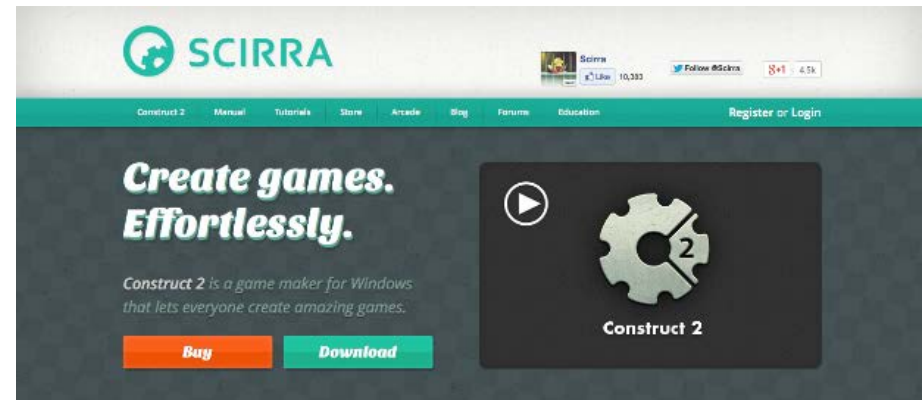 SCIRRA
Scirra
Like 10,383
Follow @Scirra
g+1 4.5k
Construct 2 Manual Tutorials Store Arcade Blog Forums Education Register or Login
Create games.
Effortlessly.
Construct 2 is a game maker for Windows
that lets everyone create amazing games.
Buy Download
2
Construct 2